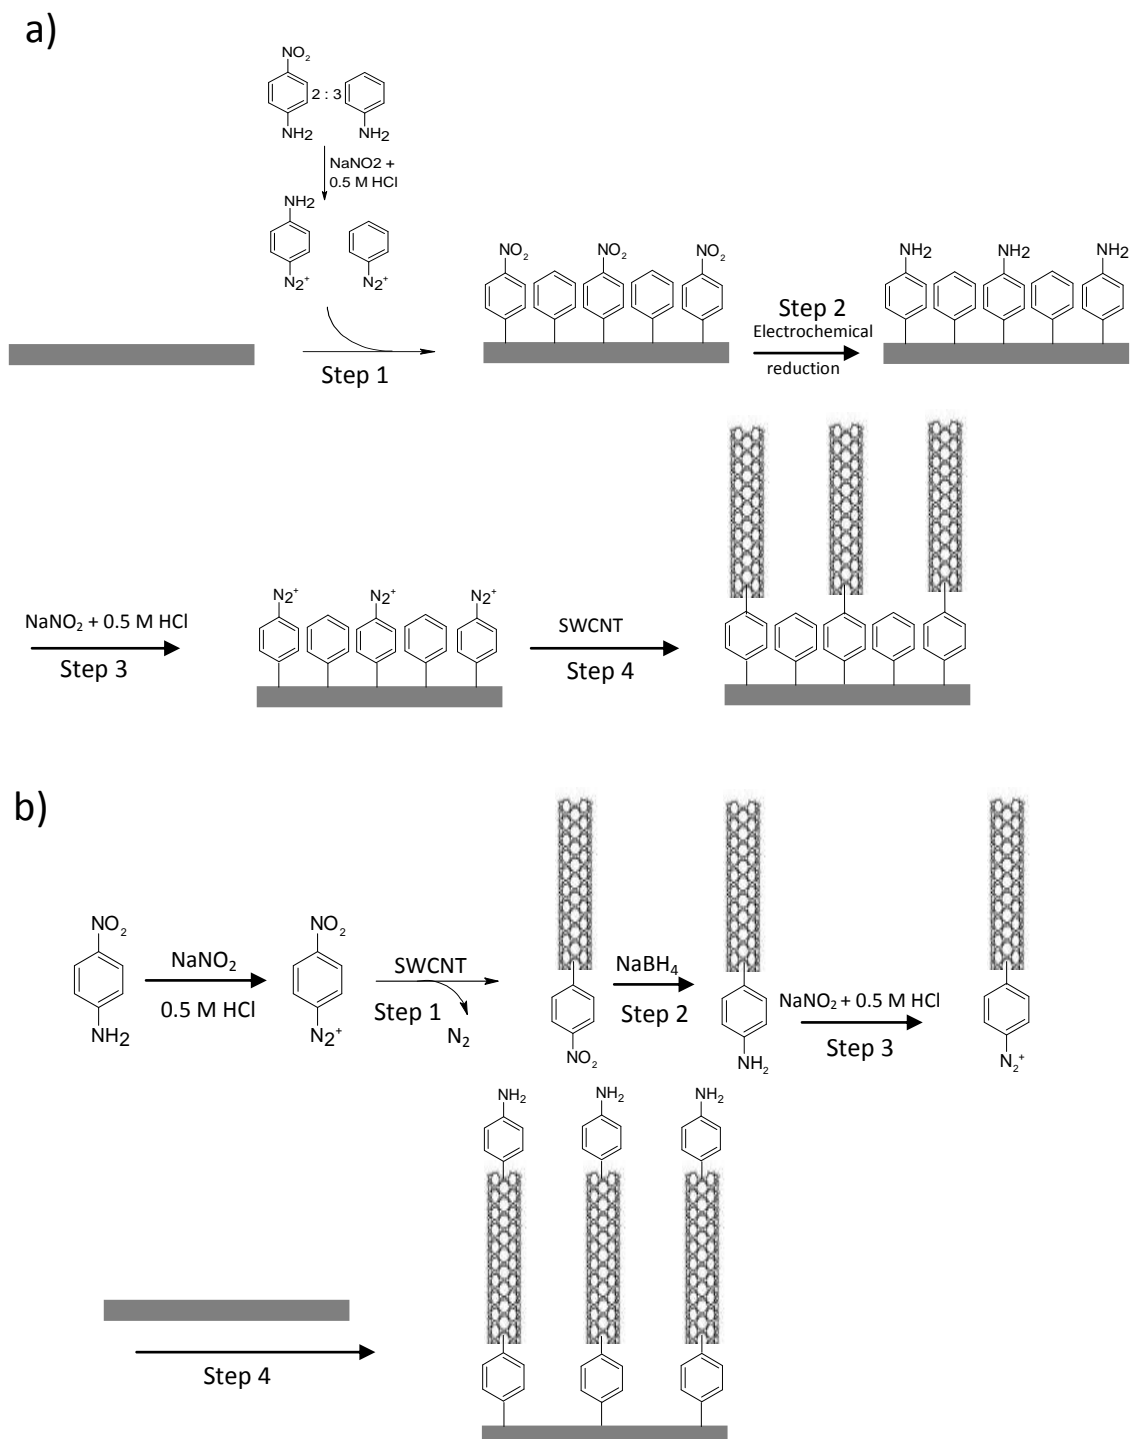 a)
NO2
2 : 3
NH2
NH2
NaNO2 +
0.5 M HCl
NH2
N2+
N2+
Step 1
NO2
NO2
NO2
Step 2
Electrochemical
reduction
NH2
NH2
NH2
NaNO2 + 0.5 M HCl
Step 3
N2+
N2+
N2+
SWCNT
Step 4
b)
NO2
NH2
NaNO2
0.5 M HCl
NO2
N2+
SWCNT
Step 1
N2
NO2
NaBH4
Step 2
NH2
NaNO2 + 0.5 M HCl
Step 3
N2+
NH2
NH2
NH2
Step 4